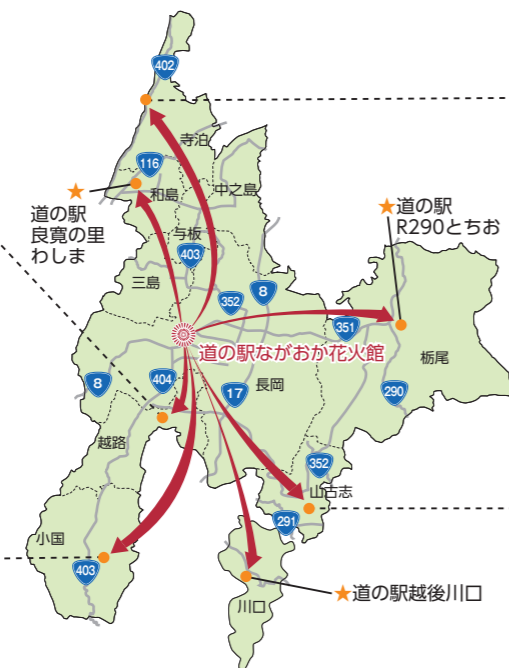 402
寺泊
116
和島
中之島
★
道の駅
良寛の里
わしま
★道の駅
R290とちお
与板
403
三島
352
8
351
道の駅ながおか花火館
栃尾
8
404
17
長岡
290
越路
352
山古志
291
小国
403
川口
★道の駅越後川口